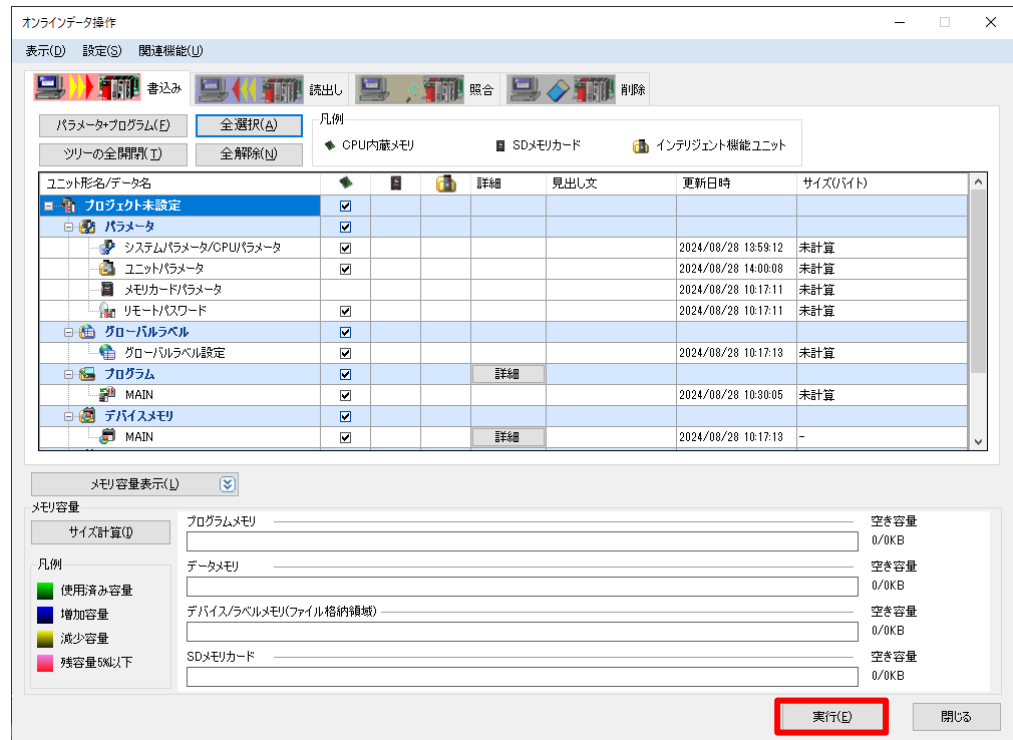 オンラインデータ操作
表示(D) 設定(S) 関連機能(U)
書込み 読出し 照合 削除
パラメータ+プログラム(F) 全選択(A) 凡例
CPU内蔵メモリ SDメモリカード インテリジェント機能ユニット
ツリーの全開閉(T) 全解除(N)
ユニット形名/データ名 詳細 見出し文 更新日時 サイズ(バイト)
プロジェクト未設定
パラメータ
システムパラメータ/CPUパラメータ 2024/08/28 13:59:12 未計算
ユニットパラメータ 2024/08/28 14:00:08 未計算
メモリカードパラメータ 2024/08/28 10:17:11 未計算
リモートパスワード 2024/08/28 10:17:11 未計算
グローバルラベル
グローバルラベル設定 2024/08/28 10:17:13 未計算
プログラム 詳細
MAIN 2024/08/28 10:30:05 未計算
デバイスメモリ
MAIN 詳細 2024/08/28 10:17:13 -
メモリ容量表示(L)
メモリ容量
サイズ計算(I)
凡例
使用済み容量
増加容量
減少容量
残容量5%以下
プログラムメモリ 空き容量
0/0KB
データメモリ 空き容量
0/0KB
デバイス/ラベルメモリ(ファイル格納領域) 空き容量
0/0KB
SDメモリカード 空き容量
0/0KB
実行(E) 閉じる